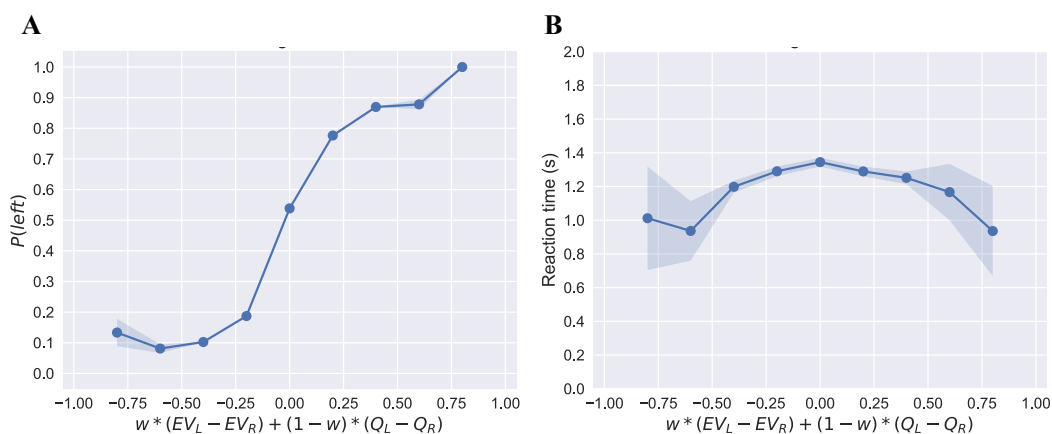 A
B
1.0
0.9
0.8
0.7
0.6
0.5
0.4
0.3
0.2
0.1
0.0
P(left)
−1.00 −0.75 −0.50 −0.25 0.00 0.25 0.50 0.75 1.00
w * (EV_L − EV_R) + (1 − w) * (Q_L − Q_R)
2.0
1.8
1.6
1.4
1.2
1.0
0.8
0.6
0.4
0.2
0.0
Reaction time (s)
−1.00 −0.75 −0.50 −0.25 0.00 0.25 0.50 0.75 1.00
w * (EV_L − EV_R) + (1 − w) * (Q_L − Q_R)